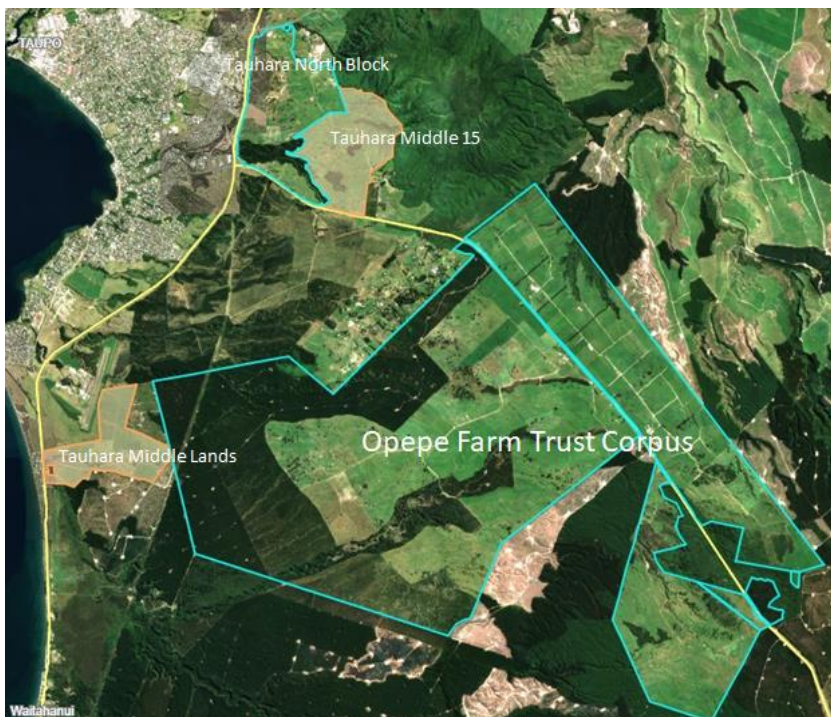 TAUPO
Tauhara North Block
Tauhara Middle 15
Opepe Farm Trust Corpus
Tauhara Middle Lands
Waitahanui